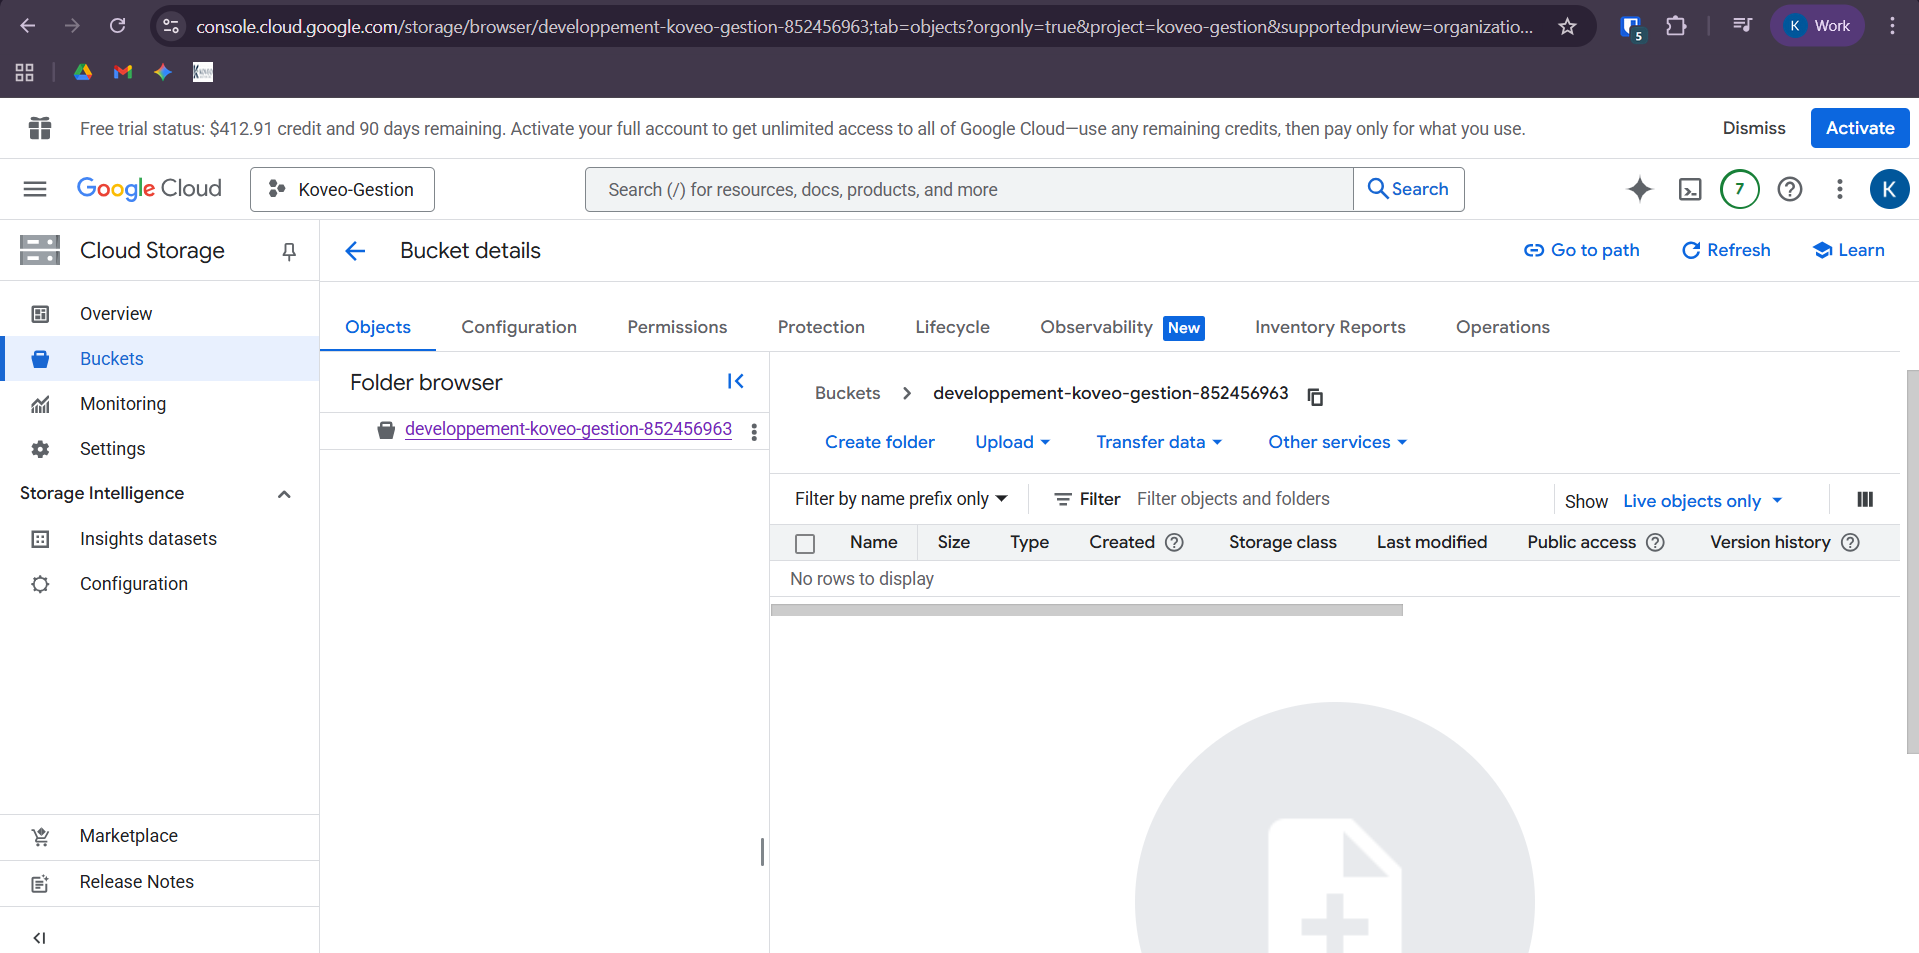 console.cloud.google.com/storage/browser/developpement-koveo-gestion-852456963;tab=objects?orgonly=true&project=koveo-gestion&supportedpurview=organizatio...
5
K Work
Free trial status: $412.91 credit and 90 days remaining. Activate your full account to get unlimited access to all of Google Cloud—use any remaining credits, then pay only for what you use.
Dismiss
Activate
Google Cloud
Koveo-Gestion
Search (/) for resources, docs, products, and more
Search
7
K
Cloud Storage
Bucket details
Go to path
Refresh
Learn
Overview
Buckets
Monitoring
Settings
Storage Intelligence
Insights datasets
Configuration
Marketplace
Release Notes
Objects
Configuration
Permissions
Protection
Lifecycle
Observability New
Inventory Reports
Operations
Folder browser
developpement-koveo-gestion-852456963
Buckets
developpement-koveo-gestion-852456963
Create folder
Upload
Transfer data
Other services
Filter by name prefix only
Filter
Filter objects and folders
Show Live objects only
Name
Size
Type
Created
Storage class
Last modified
Public access
Version history
No rows to display